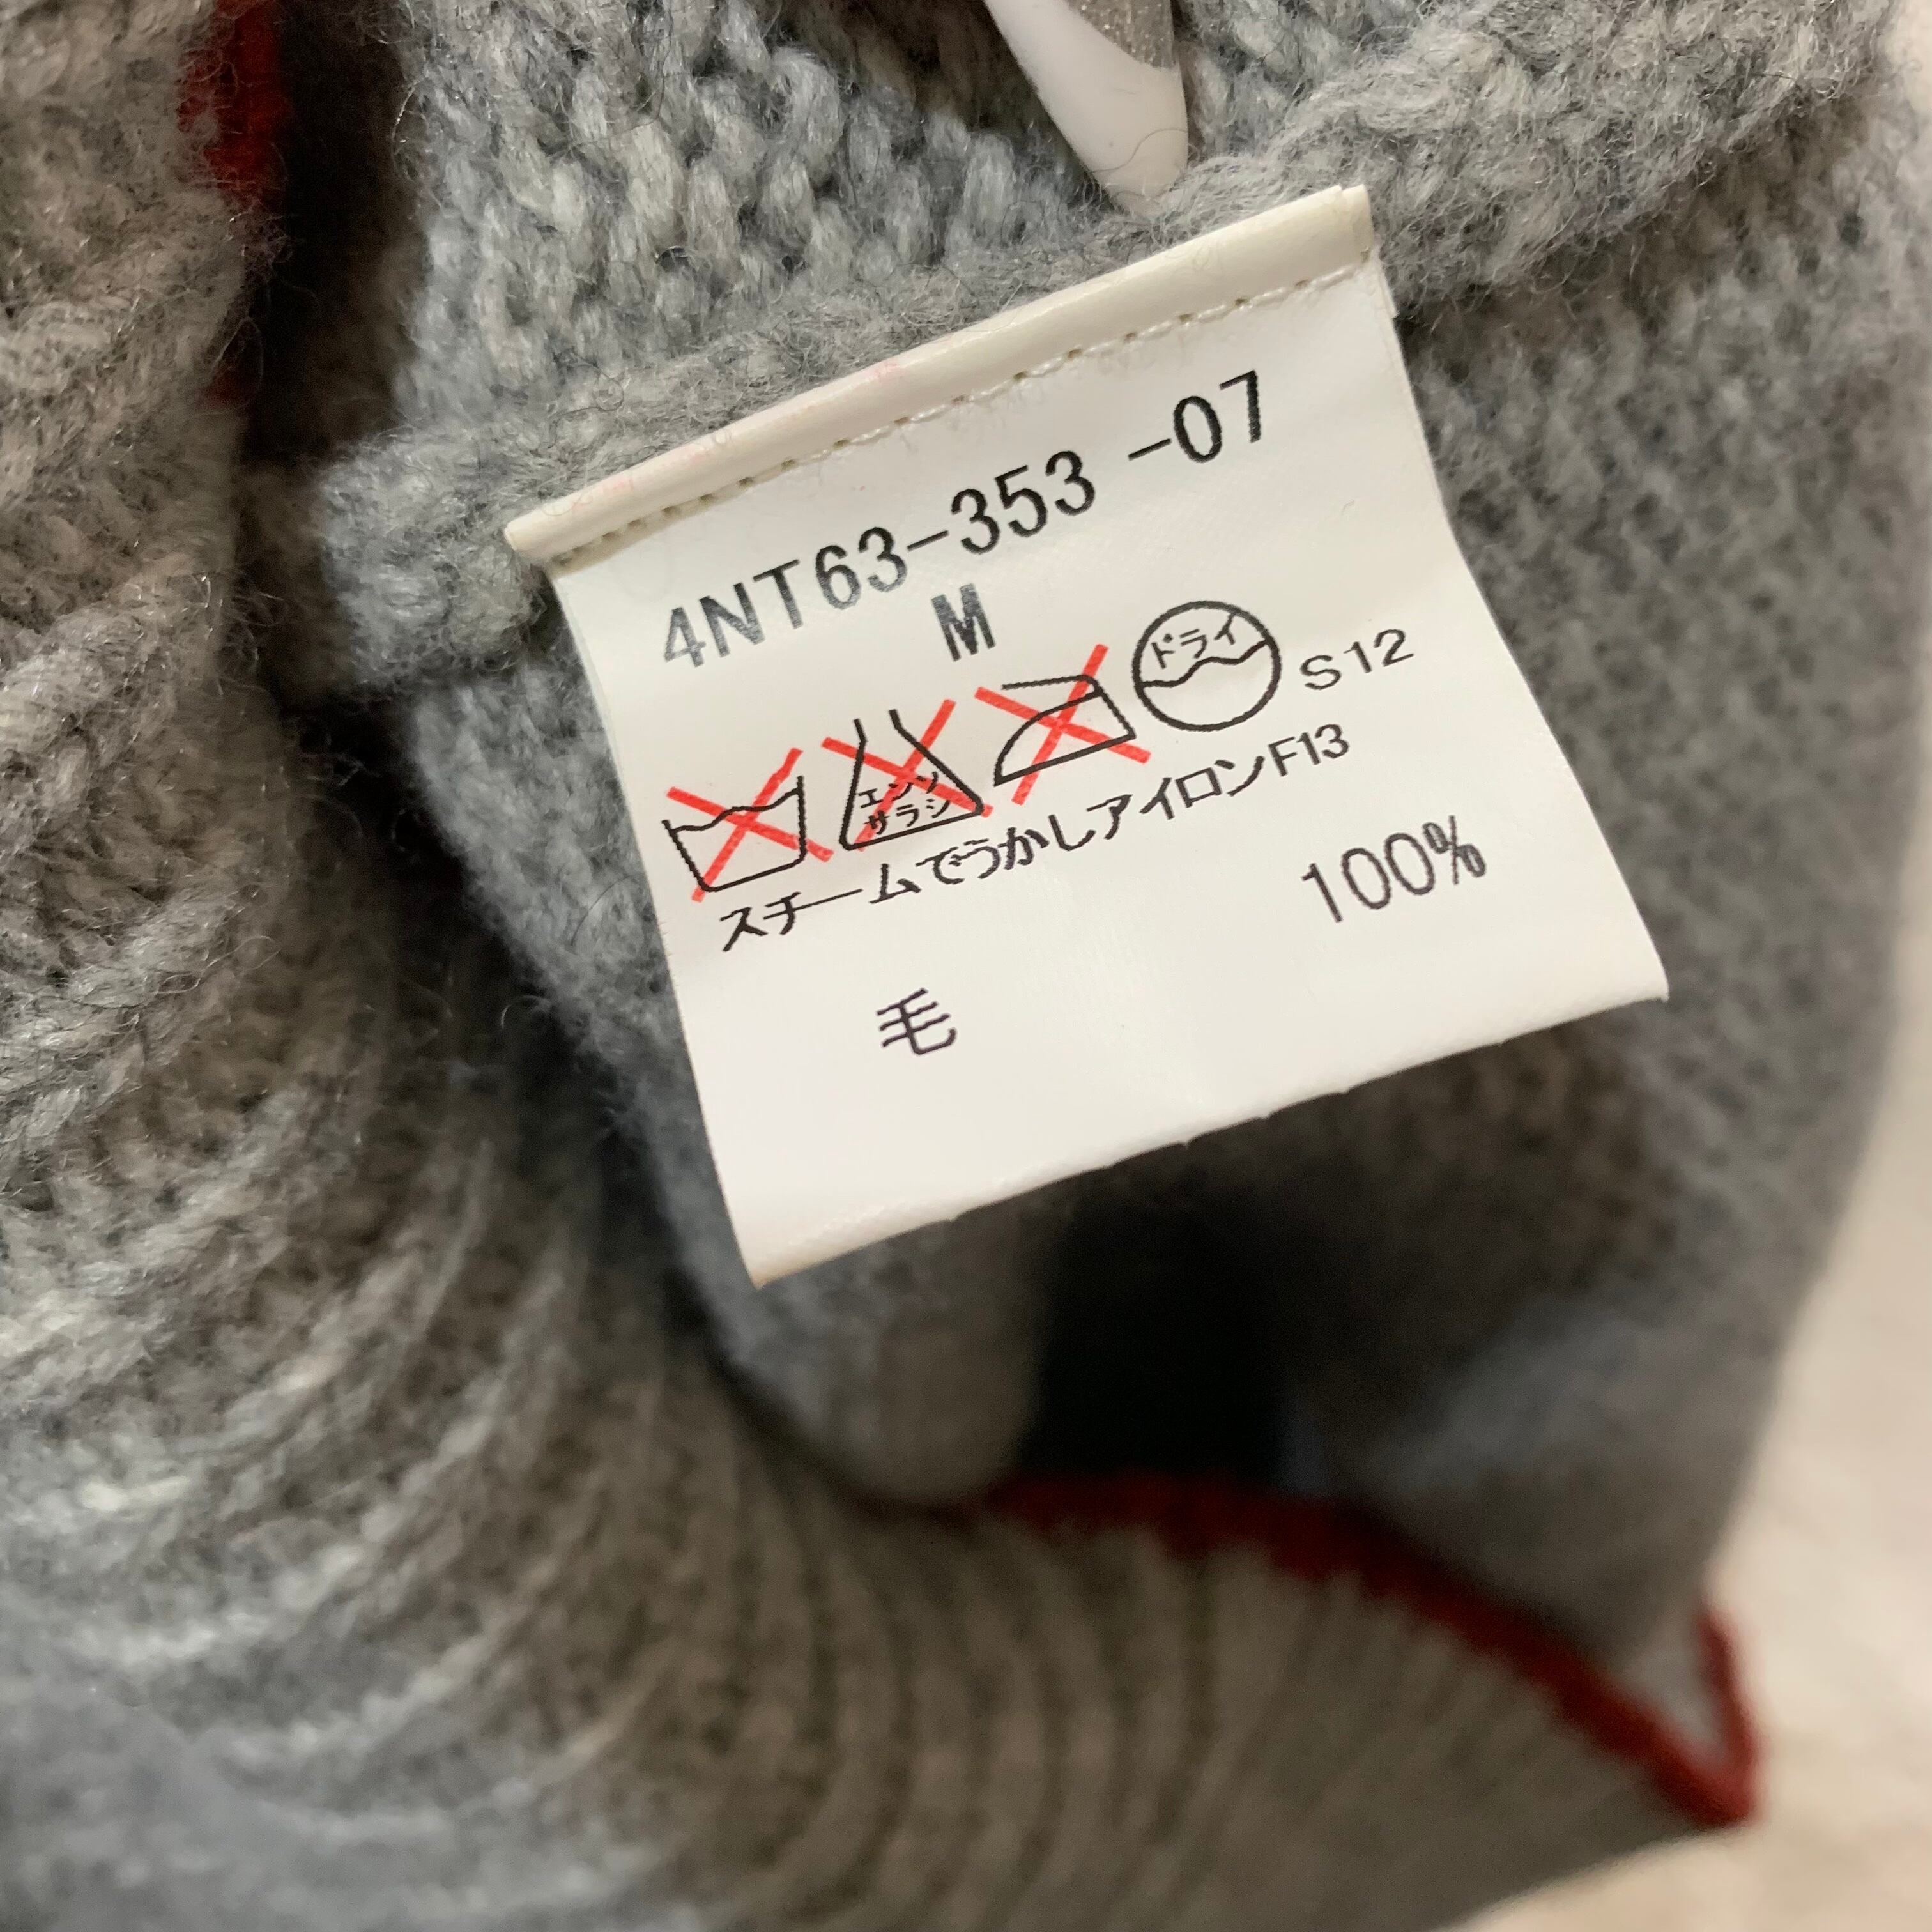 4NT63-353 -07
M
エンソ
サラシ
ドライ
S12
スチームでうかしアイロンF13
毛 100%